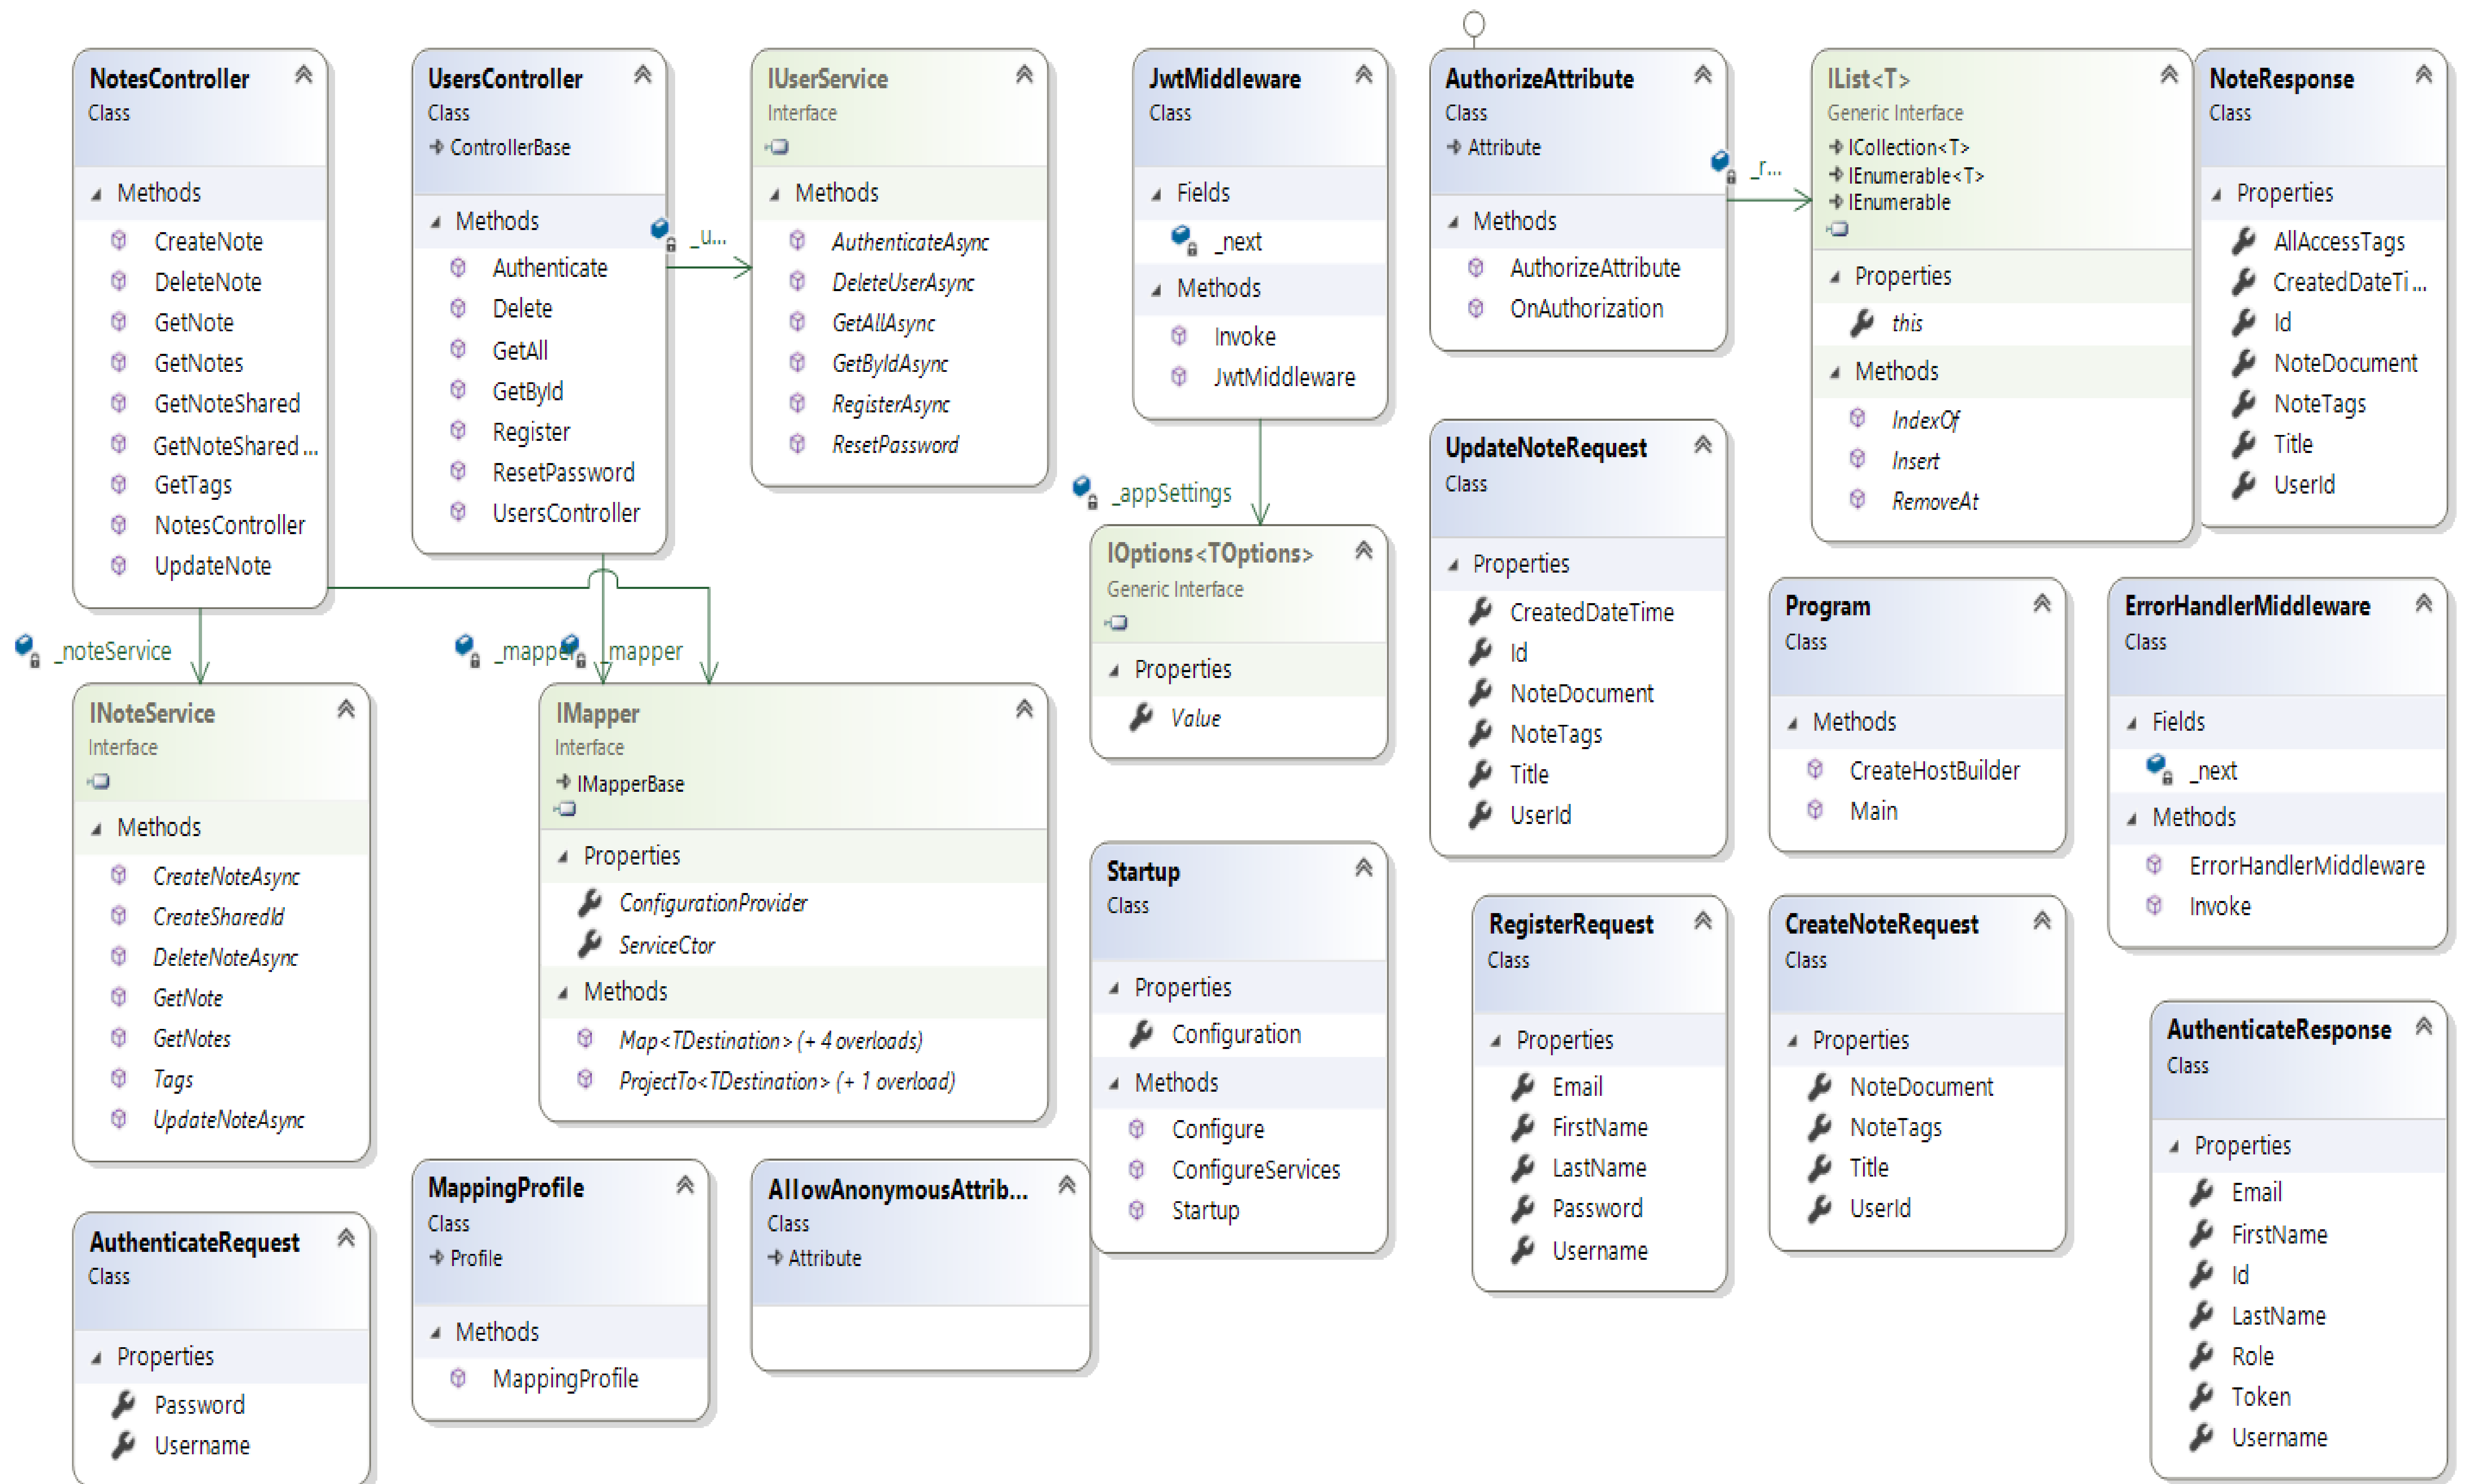 NotesController
Class
Methods
CreateNote
DeleteNote
GetNote
GetNotes
GetNoteShared
GetNoteShared...
GetTags
NotesController
UpdateNote
UsersController
Class
ControllerBase
Methods
Authenticate
Delete
GetAll
GetById
Register
ResetPassword
UsersController
_u...
IUserService
Interface
Methods
AuthenticateAsync
DeleteUserAsync
GetAllAsync
GetByIdAsync
RegisterAsync
ResetPassword
JwtMiddleware
Class
Fields
_next
Methods
Invoke
JwtMiddleware
_appSettings
AuthorizeAttribute
Class
Attribute
Methods
AuthorizeAttribute
OnAuthorization
_r...
IList<T>
Generic Interface
ICollection<T>
IEnumerable<T>
IEnumerable
Properties
this
Methods
IndexOf
Insert
RemoveAt
NoteResponse
Class
Properties
AllAccessTags
CreatedDateTi...
Id
NoteDocument
NoteTags
Title
UserId
_noteService
_mapper
_mapper
INoteService
Interface
Methods
CreateNoteAsync
CreateSharedId
DeleteNoteAsync
GetNote
GetNotes
Tags
UpdateNoteAsync
IMapper
Interface
IMapperBase
Properties
ConfigurationProvider
ServiceCtor
Methods
Map<TDestination> (+ 4 overloads)
ProjectTo<TDestination> (+ 1 overload)
IOptions<TOptions>
Generic Interface
Properties
Value
UpdateNoteRequest
Class
Properties
CreatedDateTime
Id
NoteDocument
NoteTags
Title
UserId
Program
Class
Methods
CreateHostBuilder
Main
ErrorHandlerMiddleware
Class
Fields
_next
Methods
ErrorHandlerMiddleware
Invoke
Startup
Class
Properties
Configuration
Methods
Configure
ConfigureServices
Startup
RegisterRequest
Class
Properties
Email
FirstName
LastName
Password
Username
CreateNoteRequest
Class
Properties
NoteDocument
NoteTags
Title
UserId
AuthenticateResponse
Class
Properties
Email
FirstName
Id
LastName
Role
Token
Username
AuthenticateRequest
Class
Properties
Password
Username
MappingProfile
Class
Profile
Methods
MappingProfile
AllowAnonymousAttrib...
Class
Attribute